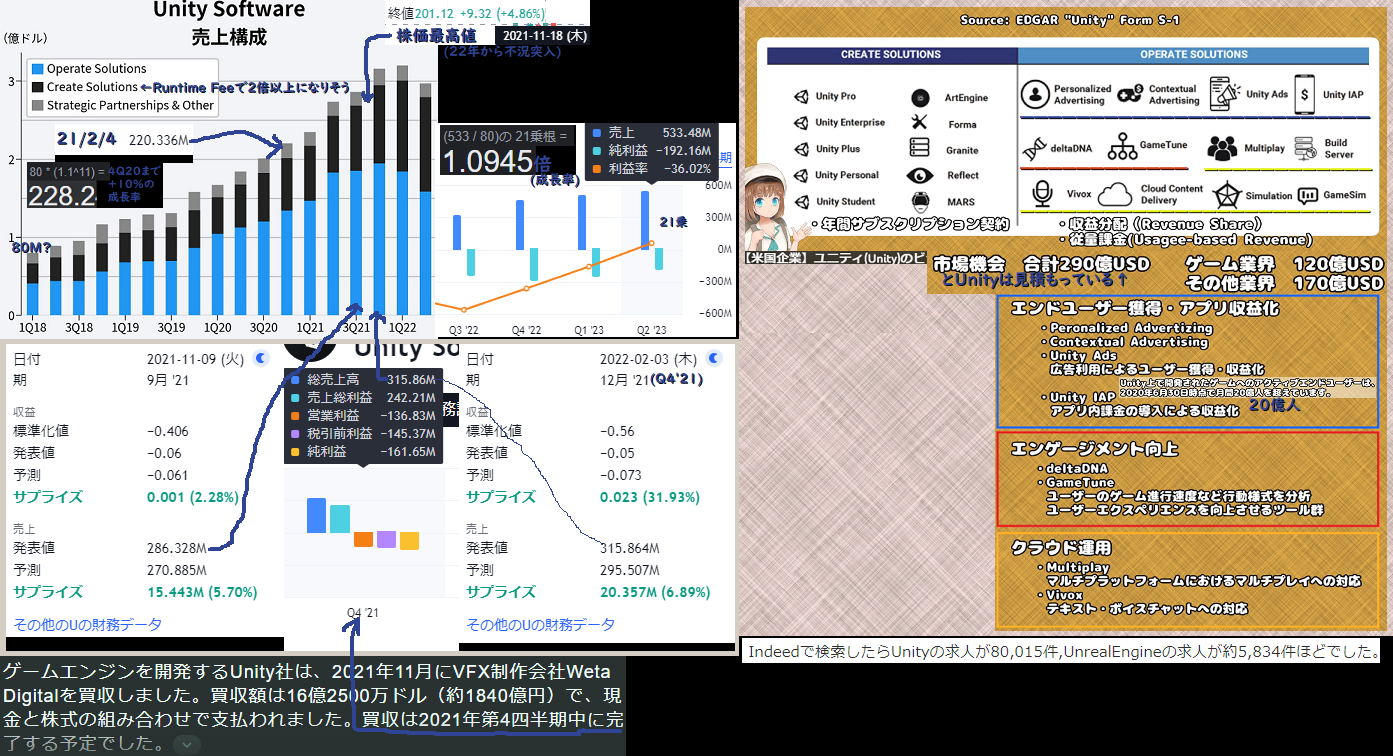 Unity Software
売上構成
(億ドル)
Operate Solutions
Create Solutions ←Runtime Feeで2倍以上になりそう
Strategic Partnerships & Other
終値201.12 +9.32 (+4.86%)
株価最高値 2021-11-18 (木)
(22年から不況突入)
21/2/4 220.336M
80 * (1.1^11) =
228.2
4Q20まで
+10%の
成長率
80M?
3
2
1
0
1Q18 3Q18 1Q19 3Q19 1Q20 3Q20 1Q21 3Q21 1Q22
(533 / 80)の 21乗根 =
1.0945倍
(成長率)
売上 533.48M
純利益 −192.16M
利益率 −36.02%
期
21乗
600M
300M
0M
−300M
−600M
Q3 '22 Q4 '22 Q1 '23 Q2 '23
日付 2021-11-09 (火)
期 9月 '21
収益
標準化値 −0.406
発表値 −0.06
予測 −0.061
サプライズ 0.001 (2.28%)
売上
発表値 286.328M
予測 270.885M
サプライズ 15.443M (5.70%)
その他のUの財務データ
Unity So
総売上高 315.86M
売上総利益 242.21M
営業利益 −136.83M
税引前利益 −145.37M
純利益 −161.65M
Q4 '21
日付 2022-02-03 (木)
期 12月 '21(Q4'21)
収益
標準化値 −0.56
発表値 −0.05
予測 −0.073
サプライズ 0.023 (31.93%)
売上
発表値 315.864M
予測 295.507M
サプライズ 20.357M (6.89%)
その他のUの財務データ
ゲームエンジンを開発するUnity社は、2021年11月にVFX制作会社Weta
Digitalを買収しました。買収額は16億2500万ドル（約1840億円）で、現
金と株式の組み合わせで支払われました。買収は2021年第4四半期中に完
了する予定でした。
Source: EDGAR "Unity" Form S-1
CREATE SOLUTIONS
Unity Pro
Unity Enterprise
Unity Plus
Unity Personal
Unity Student
ArtEngine
Forma
Granite
Reflect
MARS
・年間サブスクリプション契約
OPERATE SOLUTIONS
Personalized Advertising Contextual Advertising Unity Ads Unity IAP
deltaDNA GameTune Multiplay Build Server
Vivox Cloud Content Delivery Simulation GameSim
・収益分配（Revenue Share）
・従量課金(Usagee-based Revenue)
【米国企業】ユニティ(Unity)のビ
市場機会 合計290億USD ゲーム業界 120億USD
とUnityは見積もっている↑ その他業界 170億USD
エンドユーザー獲得・アプリ収益化
・Peronalized Advertizing
・Contextual Advertising
・Unity Ads
広告利用によるユーザー獲得・収益化
Unity上で開発されたゲームへのアクティブエンドユーザーは、
2020年6月30日時点で月間20億人を超えています。
・Unity IAP
アプリ内課金の導入による収益化 20億人
エンゲージメント向上
・deltaDNA
・GameTune
ユーザーのゲーム進行速度など行動様式を分析
ユーザーエクスペリエンスを向上させるツール群
クラウド運用
・Multiplay
マルチプラットフォームにおけるマルチプレイへの対応
・Vivox
テキスト・ボイスチャットへの対応
Indeedで検索したらUnityの求人が80,015件,UnrealEngineの求人が約5,834件ほどでした。